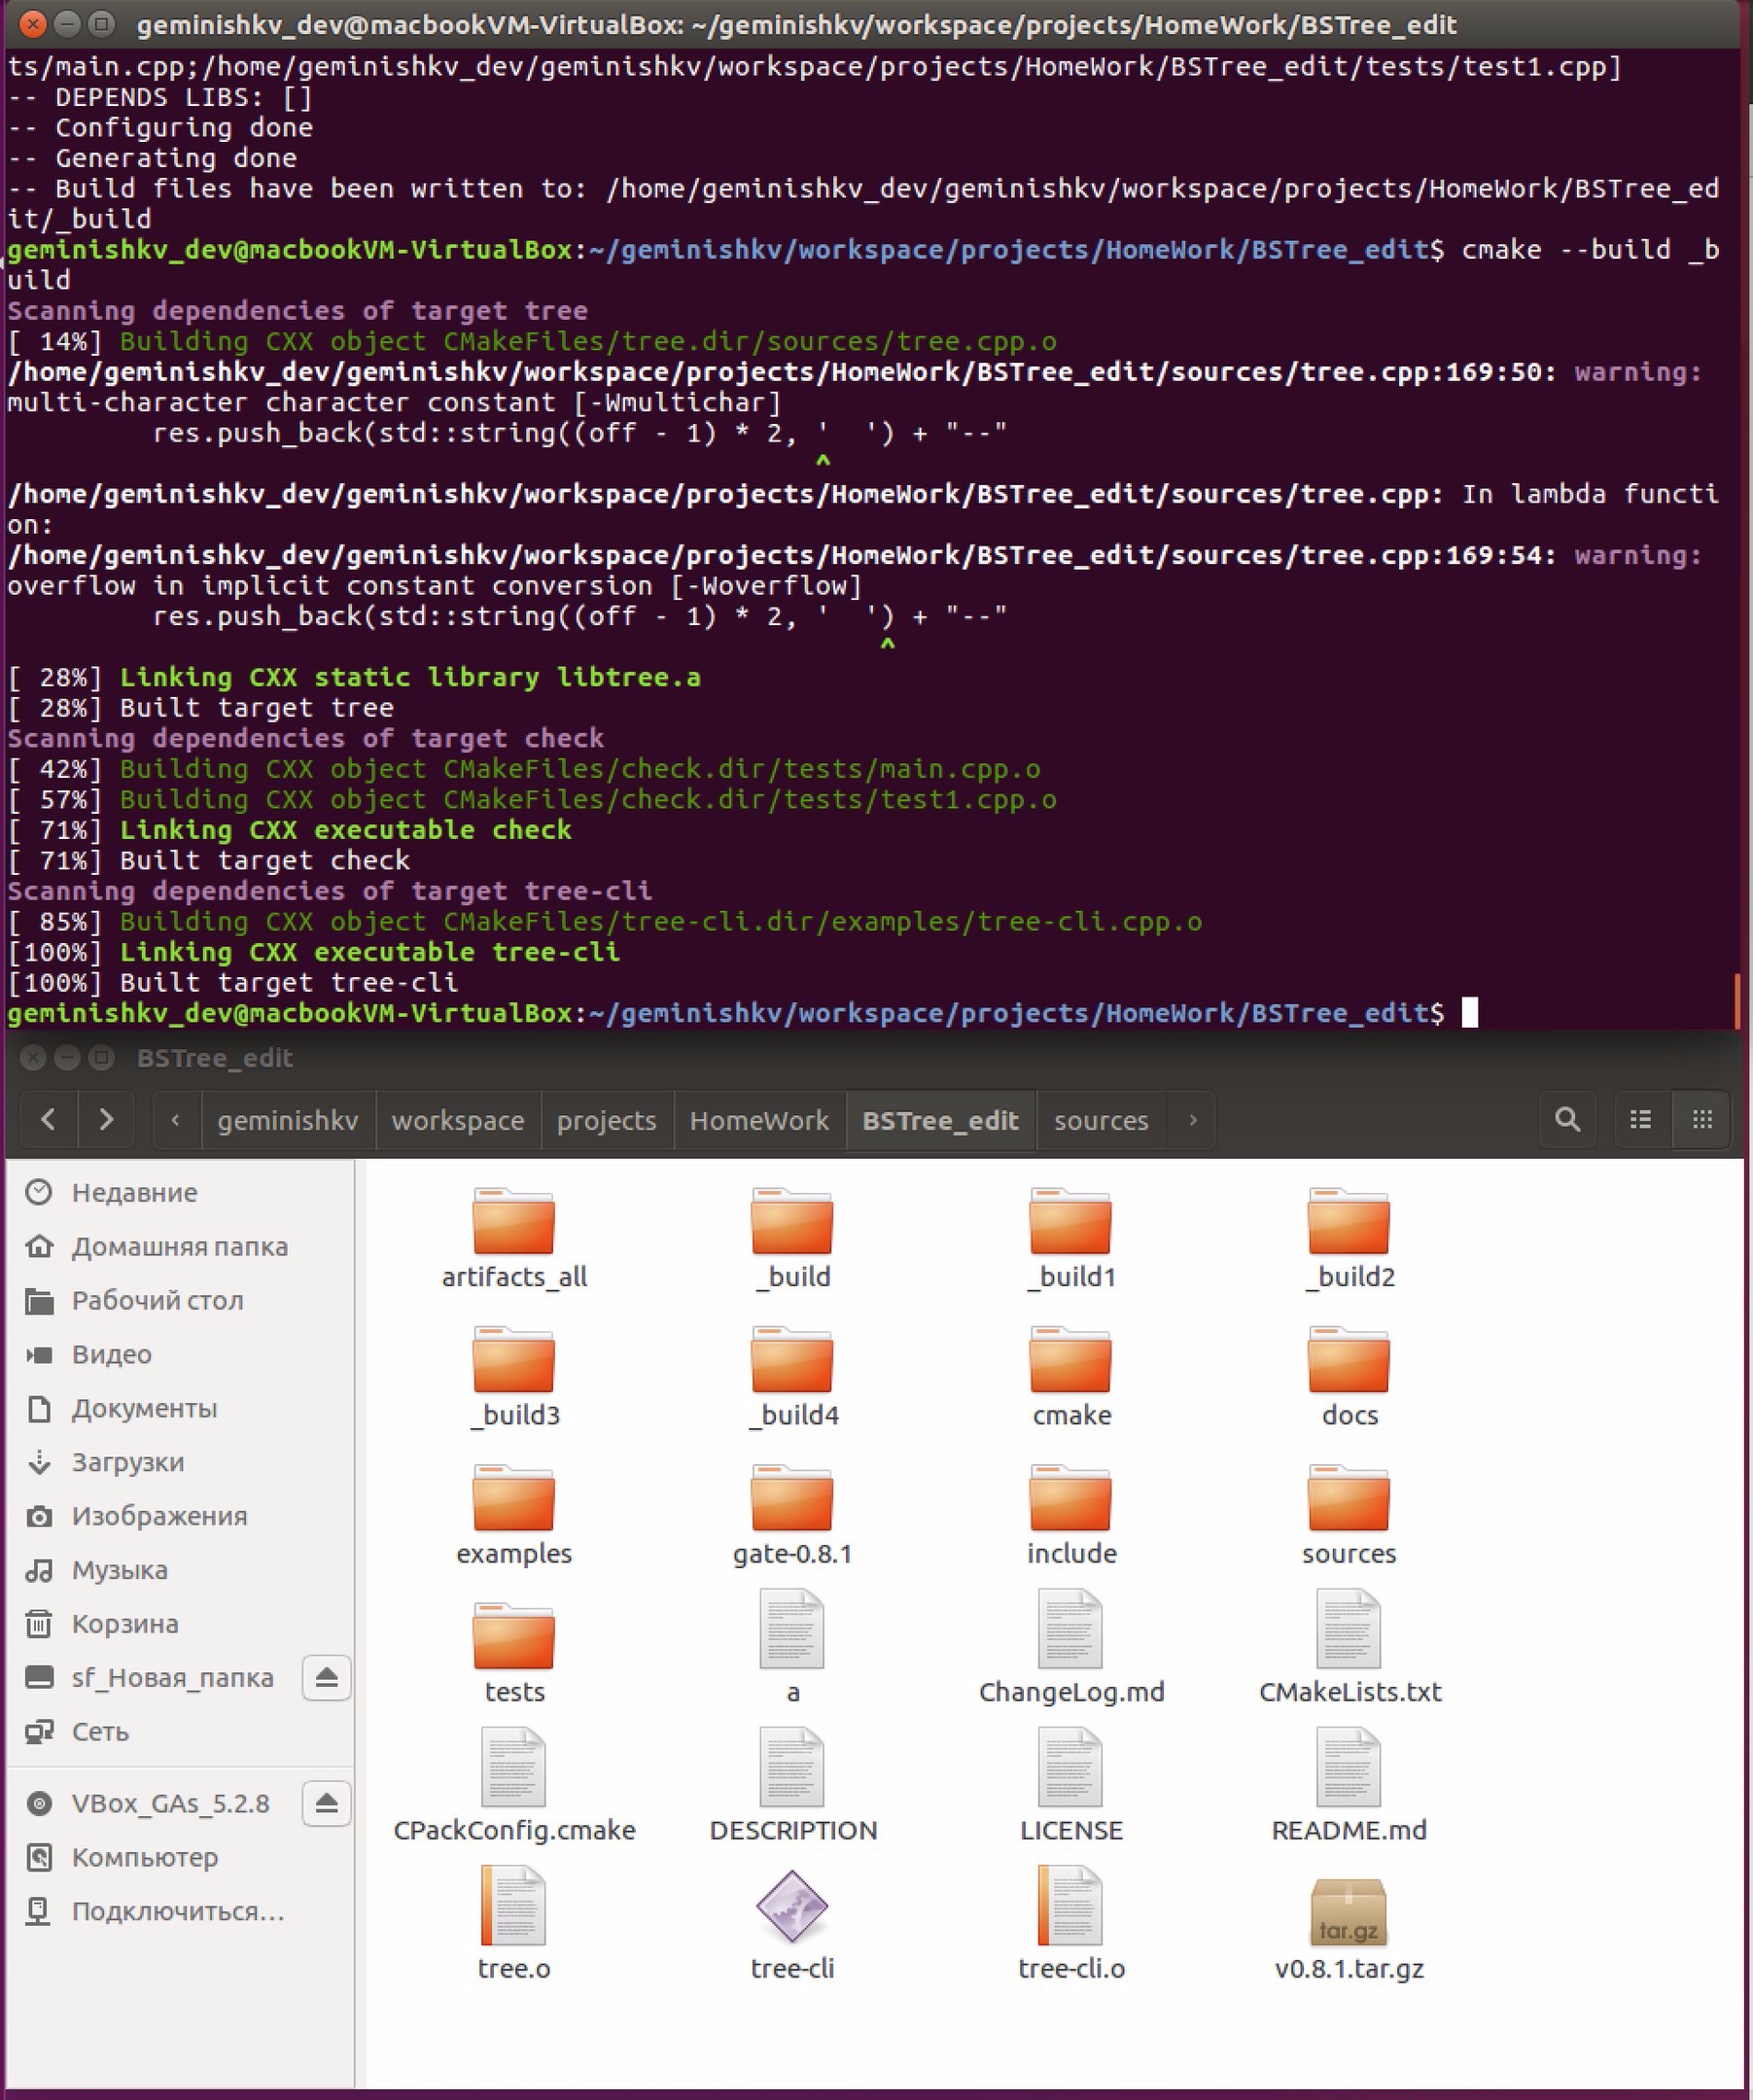 geminishkv_dev@macbookVM-VirtualBox: ~/geminishkv/workspace/projects/HomeWork/BSTree_edit
ts/main.cpp;/home/geminishkv_dev/geminishkv/workspace/projects/HomeWork/BSTree_edit/tests/test1.cpp]
-- DEPENDS LIBS: []
-- Configuring done
-- Generating done
-- Build files have been written to: /home/geminishkv_dev/geminishkv/workspace/projects/HomeWork/BSTree_ed
it/_build
geminishkv_dev@macbookVM-VirtualBox:~/geminishkv/workspace/projects/HomeWork/BSTree_edit$ cmake --build _b
uild
Scanning dependencies of target tree
[ 14%] Building CXX object CMakeFiles/tree.dir/sources/tree.cpp.o
/home/geminishkv_dev/geminishkv/workspace/projects/HomeWork/BSTree_edit/sources/tree.cpp:169:50: warning:
multi-character character constant [-Wmultichar]
         res.push_back(std::string((off - 1) * 2, '  ') + "--"
                                                  ^
/home/geminishkv_dev/geminishkv/workspace/projects/HomeWork/BSTree_edit/sources/tree.cpp: In lambda functi
on:
/home/geminishkv_dev/geminishkv/workspace/projects/HomeWork/BSTree_edit/sources/tree.cpp:169:54: warning:
overflow in implicit constant conversion [-Woverflow]
         res.push_back(std::string((off - 1) * 2, '  ') + "--"
                                                      ^
[ 28%] Linking CXX static library libtree.a
[ 28%] Built target tree
Scanning dependencies of target check
[ 42%] Building CXX object CMakeFiles/check.dir/tests/main.cpp.o
[ 57%] Building CXX object CMakeFiles/check.dir/tests/test1.cpp.o
[ 71%] Linking CXX executable check
[ 71%] Built target check
Scanning dependencies of target tree-cli
[ 85%] Building CXX object CMakeFiles/tree-cli.dir/examples/tree-cli.cpp.o
[100%] Linking CXX executable tree-cli
[100%] Built target tree-cli
geminishkv_dev@macbookVM-VirtualBox:~/geminishkv/workspace/projects/HomeWork/BSTree_edit$
BSTree_edit
geminishkv workspace projects HomeWork BSTree_edit sources
Недавние
Домашняя папка
Рабочий стол
Видео
Документы
Загрузки
Изображения
Музыка
Корзина
sf_Новая_папка
Сеть
VBox_GAs_5.2.8
Компьютер
Подключиться...
artifacts_all _build _build1 _build2
_build3 _build4 cmake docs
examples gate-0.8.1 include sources
tests a ChangeLog.md CMakeLists.txt
CPackConfig.cmake DESCRIPTION LICENSE README.md
tar.gz
tree.o tree-cli tree-cli.o v0.8.1.tar.gz